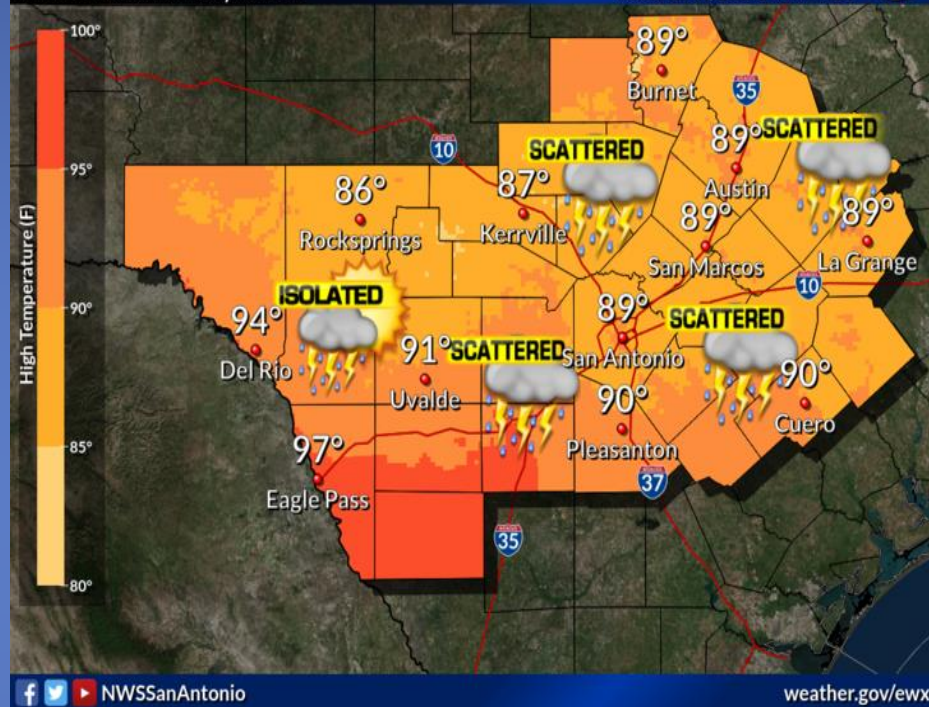 100°
95°
90°
85°
80°
High Temperature (F)
89°
Burnet
35
SCATTERED
89°
Austin
10
SCATTERED
86°
Rocksprings
87°
Kerrville
89°
San Marcos
89°
La Grange
10
ISOLATED
94°
Del Rio
91°
Uvalde
SCATTERED
89°
San Antonio
SCATTERED
90°
Cuero
90°
Pleasanton
97°
Eagle Pass
37
35
NWSSanAntonio
weather.gov/ewx